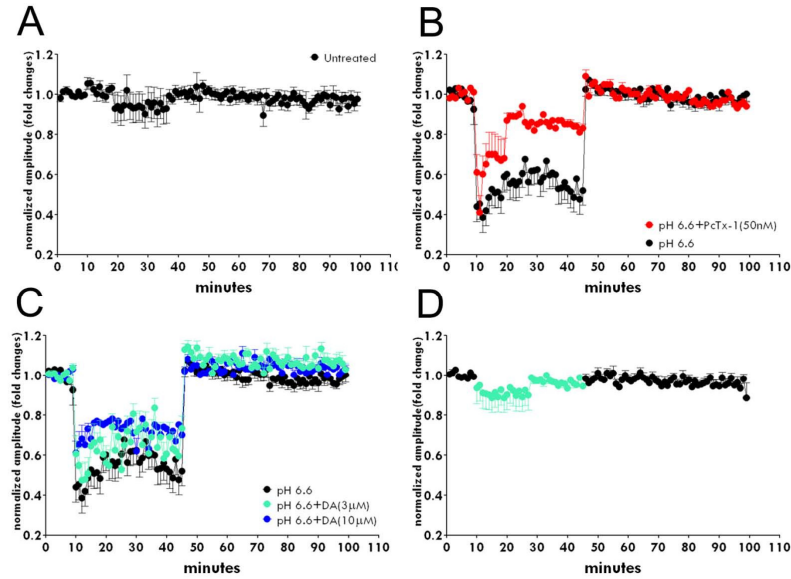 A
normalized amplitude (fold changes)
1.2
1.0
0.8
0.6
0.4
0.2
Untreated
0 10 20 30 40 50 60 70 80 90 100
minutes
B
normalized amplitude (fold changes)
1.2
1.0
0.8
0.6
0.4
0.2
pH 6.6+PcTx-1(50nM)
pH 6.6
0 10 20 30 40 50 60 70 80 90 100 110
minutes
C
normalized amplitude (fold changes)
1.2
1.0
0.8
0.6
0.4
0.2
pH 6.6
pH 6.6+DA(3µM)
pH 6.6+DA(10µM)
0 10 20 30 40 50 60 70 80 90 100 110
minutes
D
normalized amplitude(fold changes)
1.2
1.0
0.8
0.6
0.4
0.2
0 10 20 30 40 50 60 70 80 90 100 110
minutes